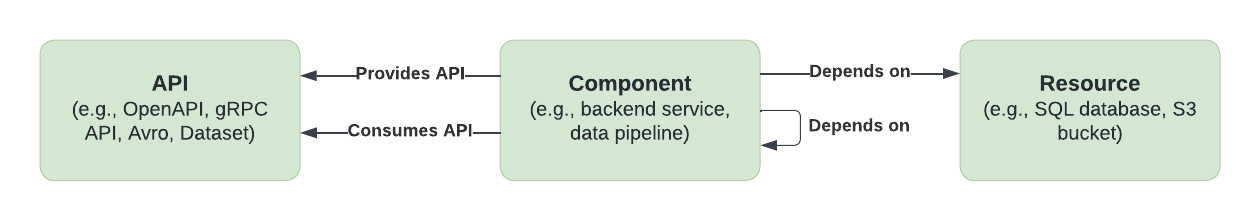 API
(e.g., OpenAPI, gRPC
API, Avro, Dataset)
Provides API
Consumes API
Component
(e.g., backend service,
data pipeline)
Depends on
Depends on
Resource
(e.g., SQL database, S3
bucket)